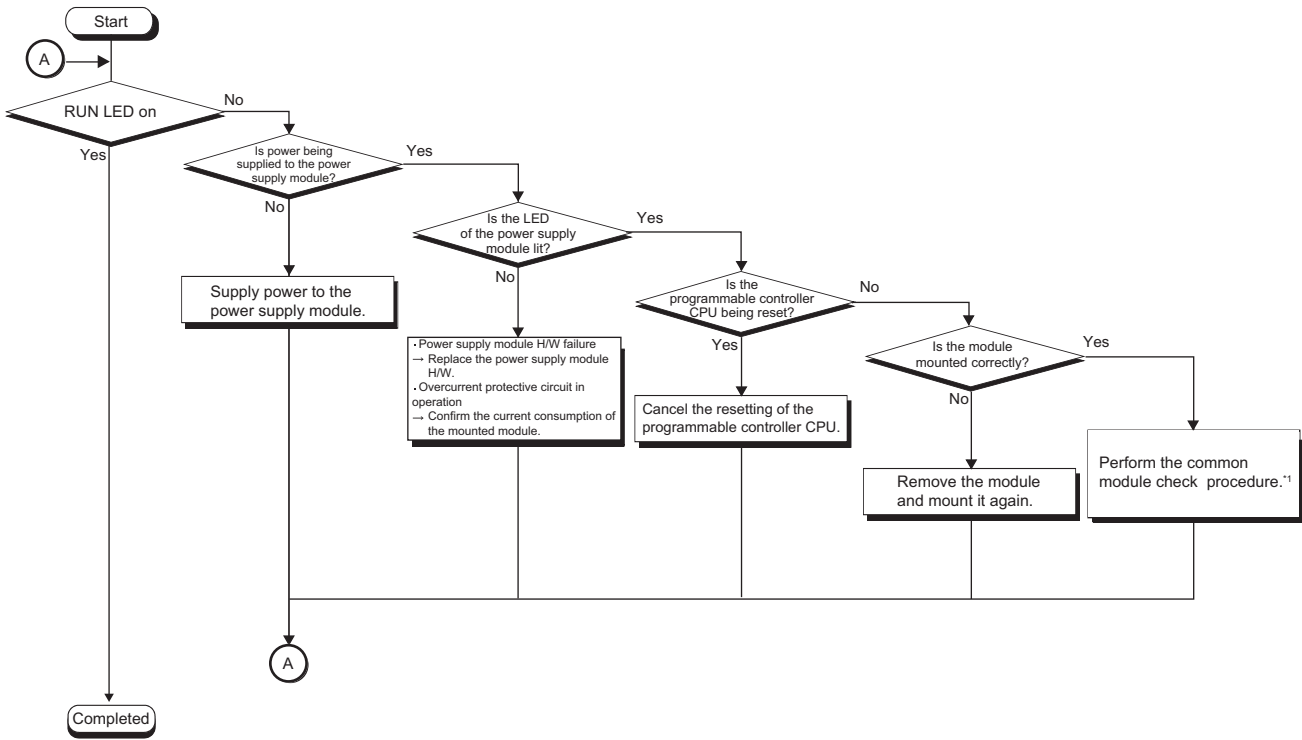 Start
A
RUN LED on
No
Yes
Is power being
supplied to the power
supply module?
Yes
No
Is the LED
of the power supply
module lit?
Yes
No
Supply power to the
power supply module.
Is the
programmable controller
CPU being reset?
No
Yes
Is the module
mounted correctly?
Yes
No
·Power supply module H/W failure
→ Replace the power supply module
H/W.
·Overcurrent protective circuit in
operation
→ Confirm the current consumption of
the mounted module.
Cancel the resetting of the
programmable controller CPU.
Remove the module
and mount it again.
Perform the common
module check procedure.*1
A
Completed